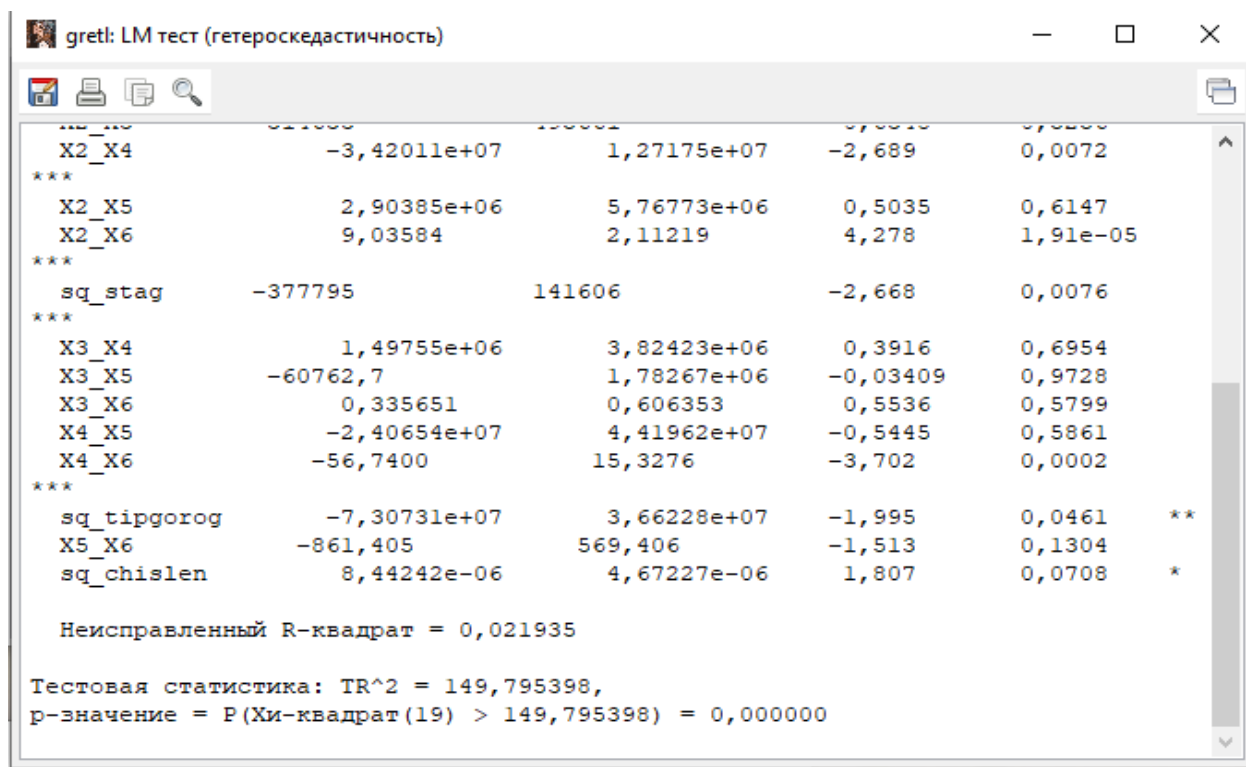 gretl: LM тест (гетероскедастичность)
X2_X4 -3,42011e+07 1,27175e+07 -2,689 0,0072
***
X2_X5 2,90385e+06 5,76773e+06 0,5035 0,6147
X2_X6 9,03584 2,11219 4,278 1,91e-05
***
sq_stag -377795 141606 -2,668 0,0076
***
X3_X4 1,49755e+06 3,82423e+06 0,3916 0,6954
X3_X5 -60762,7 1,78267e+06 -0,03409 0,9728
X3_X6 0,335651 0,606353 0,5536 0,5799
X4_X5 -2,40654e+07 4,41962e+07 -0,5445 0,5861
X4_X6 -56,7400 15,3276 -3,702 0,0002
***
sq_tipgorog -7,30731e+07 3,66228e+07 -1,995 0,0461 **
X5_X6 -861,405 569,406 -1,513 0,1304
sq_chislen 8,44242e-06 4,67227e-06 1,807 0,0708 *
Неисправленный R-квадрат = 0,021935
Тестовая статистика: TR^2 = 149,795398,
р-значение = P(Хи-квадрат(19) > 149,795398) = 0,000000